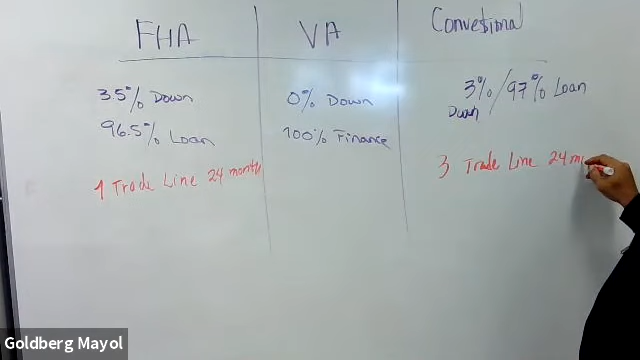 FHA
3.5% Down
96.5% Loan
1 Trade Line 24 month
VA
0% Down
100% Finance
Conventional
3% / 97% Loan
Down
3 Trade Line 24 m
Goldberg Mayol